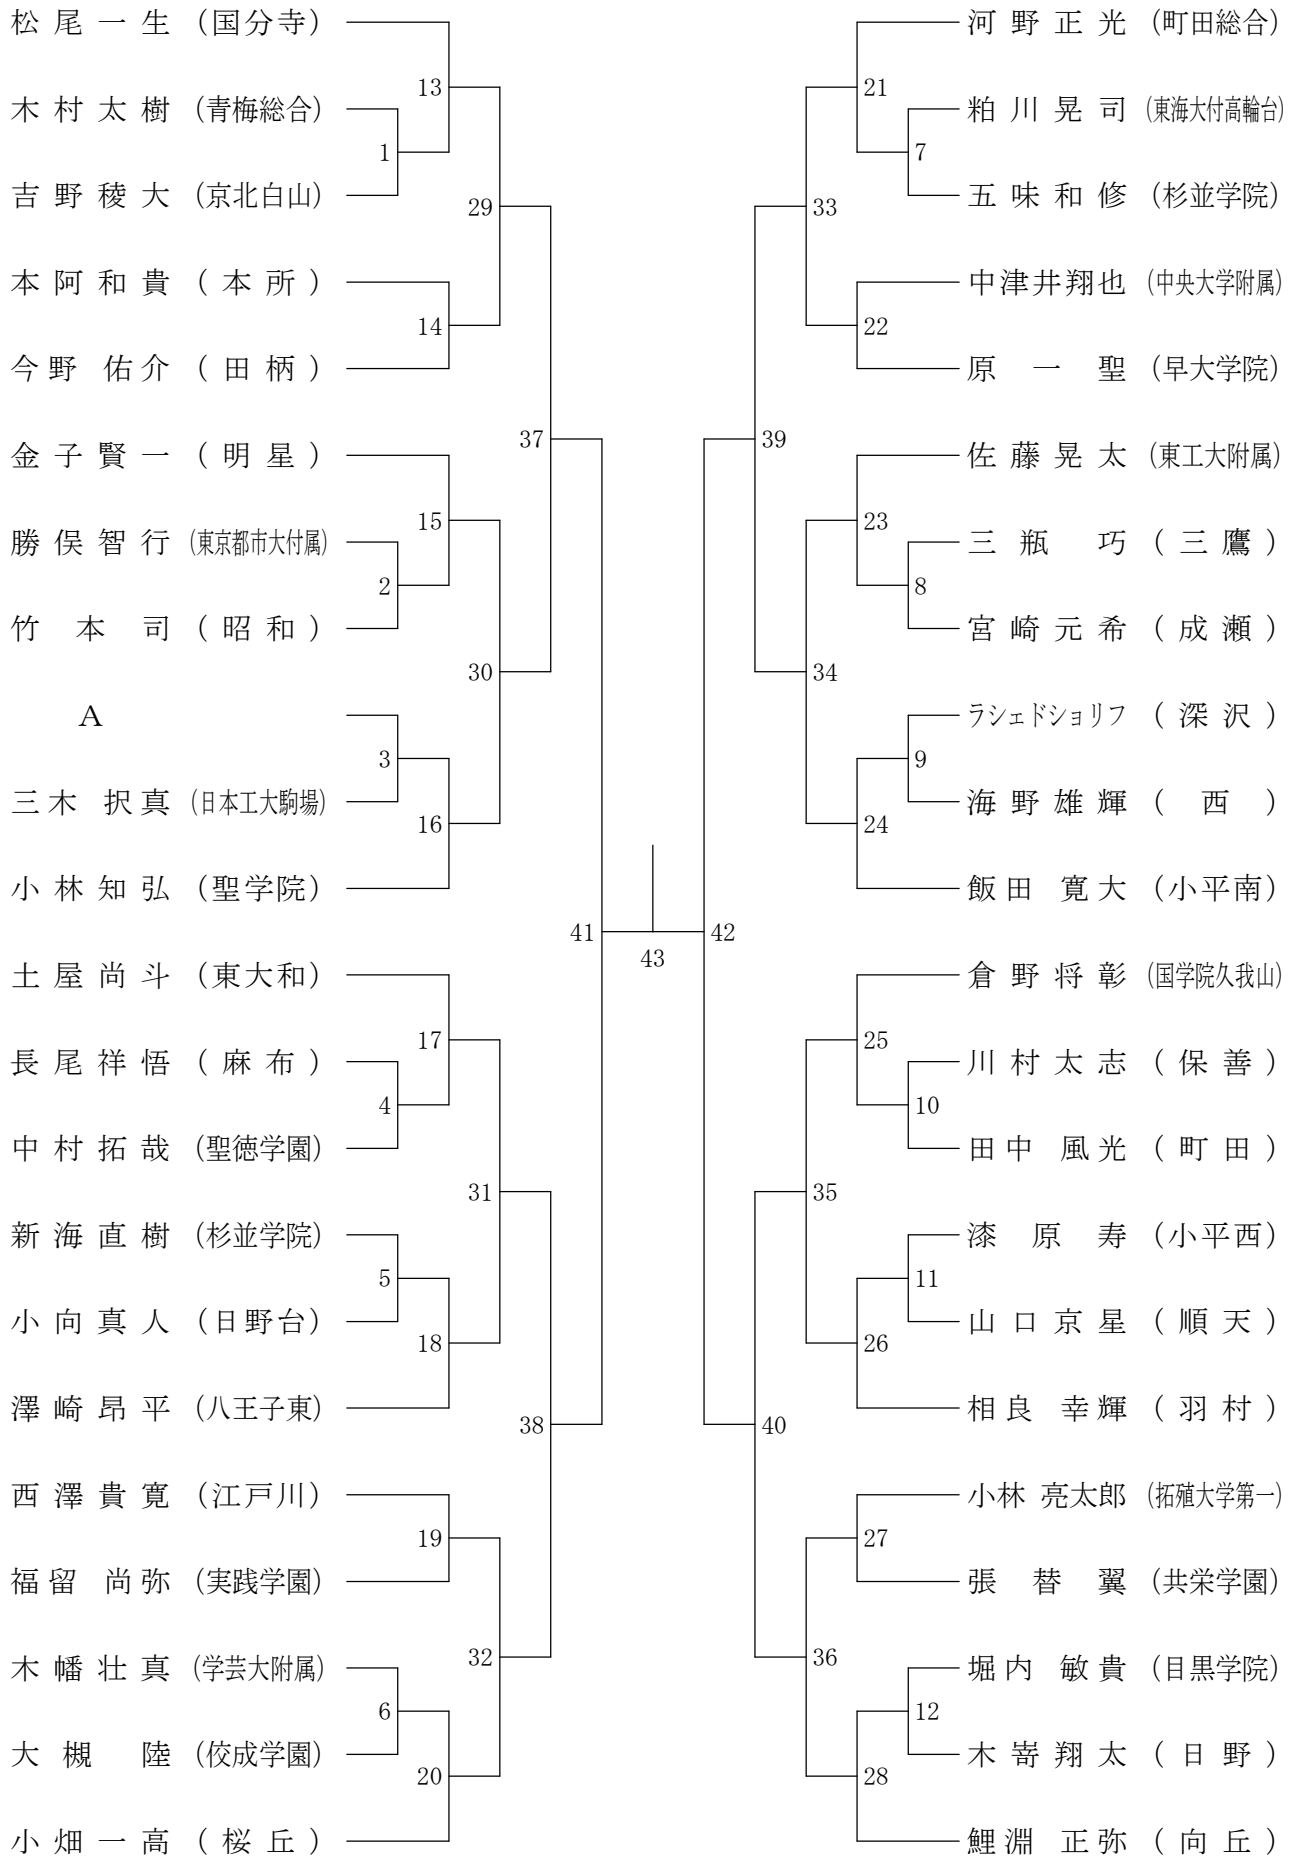 松尾一生 （国分寺）
13
木村太樹 （青梅総合）
1
吉野稜大 （京北白山）
29
本阿和貴 （本所）
14
今野 佑介 （田柄）
37
金子賢一 （明星）
15
勝俣智行 （東京都市大付属）
2
竹本 司 （昭和）
30
A
3
三木 択真 （日本工大駒場）
16
小林知弘 （聖学院）
41
土屋尚斗 （東大和）
17
長尾祥悟 （麻布）
4
中村拓哉 （聖徳学園）
31
新海直樹 （杉並学院）
5
小向真人 （日野台）
18
澤崎昂平 （八王子東）
38
西澤貴寛 （江戸川）
19
福留 尚弥 （実践学園）
32
木幡壮真 （学芸大附属）
6
大槻 陸 （佼成学園）
20
小畑一高 （桜丘）
43
河野正光 （町田総合）
21
粕川晃司 （東海大付高輪台）
7
五味和修 （杉並学院）
33
中津井翔也 （中央大学附属）
22
原 一 聖 （早大学院）
39
佐藤晃太 （東工大附属）
23
三瓶 巧 （三鷹）
8
宮崎元希 （成瀬）
34
ラシェドショリフ （深沢）
9
海野雄輝 （西）
24
飯田 寛大 （小平南）
42
倉野将彰 （国学院久我山）
25
川村太志 （保善）
10
田中 風光 （町田）
35
漆原 寿 （小平西）
11
山口京星 （順天）
26
相良 幸輝 （羽村）
40
小林 亮太郎 （拓殖大学第一）
27
張替 翼 （共栄学園）
36
堀内 敏貴 （目黒学院）
12
木嵜翔太 （日野）
28
鯉淵 正弥 （向丘）